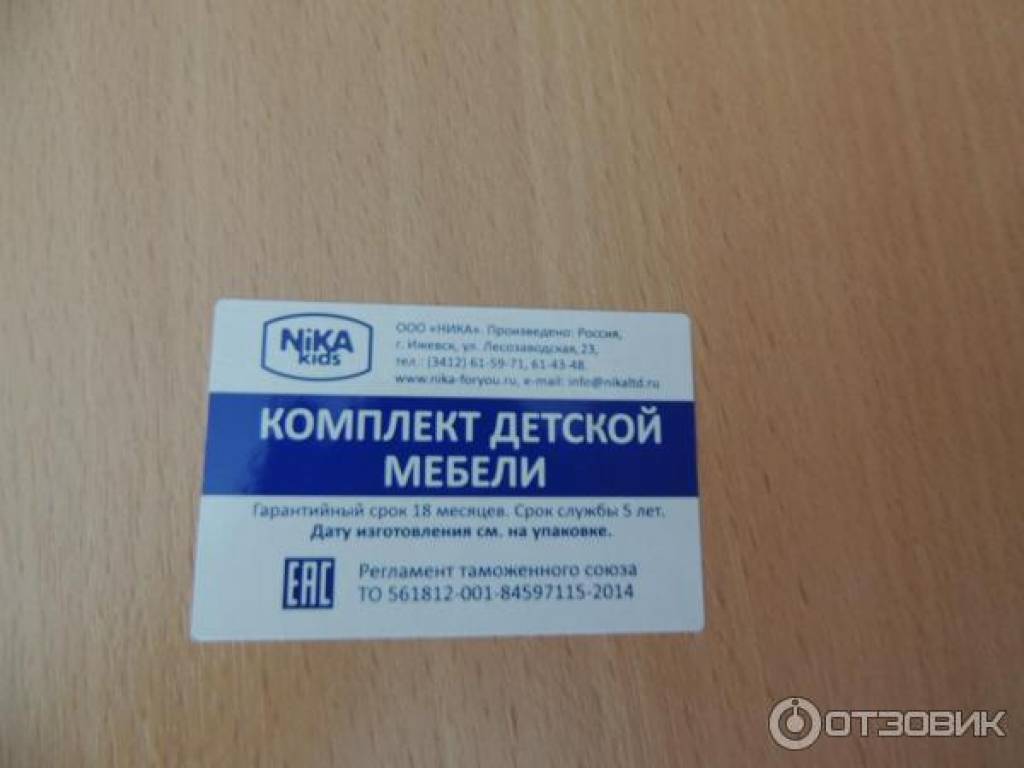 NiKA
kids
ООО «НИКА». Произведено: Россия,
г. Ижевск, ул. Лесозаводская, 23,
тел.: (3412) 61-59-71, 61-43-48.
www.nika-foryou.ru, e-mail: info@nikaltd.ru
КОМПЛЕКТ ДЕТСКОЙ
МЕБЕЛИ
Гарантийный срок 18 месяцев. Срок службы 5 лет.
Дату изготовления см. на упаковке.
EAC
Регламент таможенного союза
ТО 561812-001-84597115-2014
ОТЗОВИК